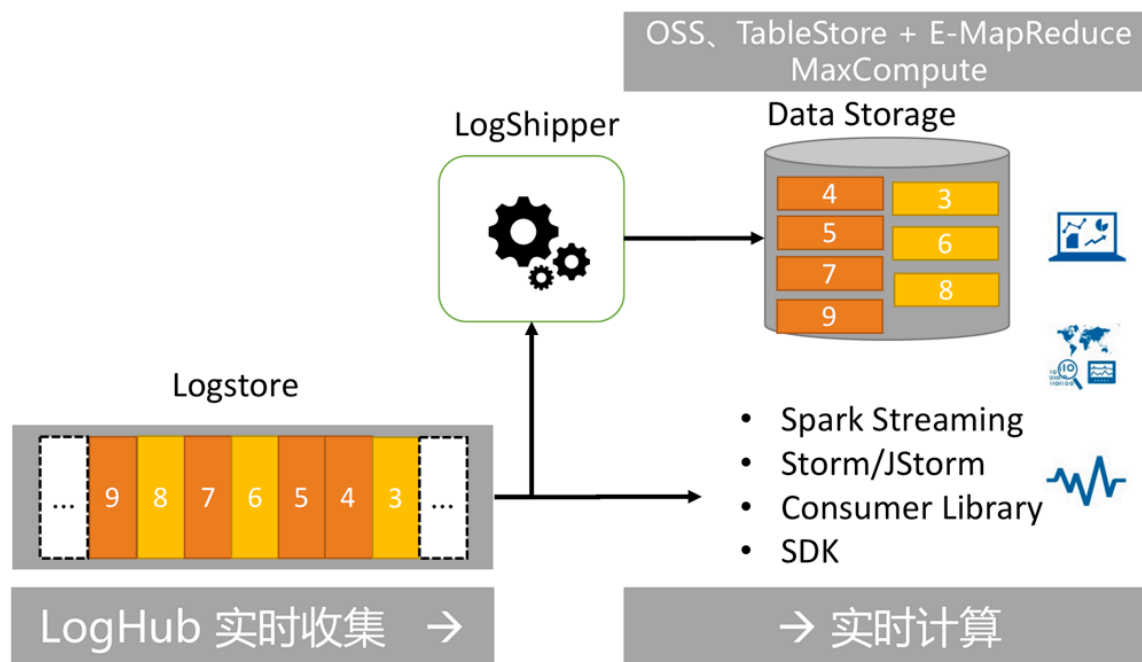 OSS、TableStore + E-MapReduce
MaxCompute
LogShipper
Data Storage
4
3
5
6
7
8
9
Logstore
... 9 8 7 6 5 4 3 ...
• Spark Streaming
• Storm/JStorm
• Consumer Library
• SDK
LogHub 实时收集 →
→ 实时计算